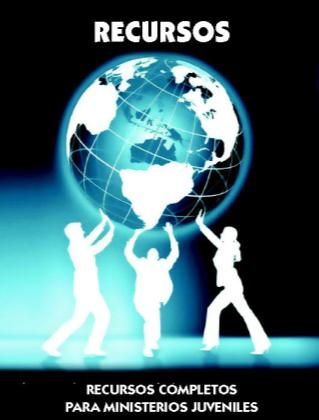 RECURSOS
RECURSOS COMPLETOS
PARA MINISTERIOS JUVENILES